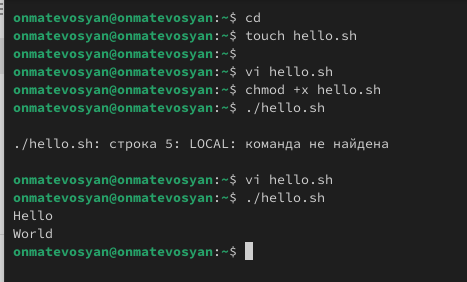 onmatevosyan@onmatevosyan:~$ cd
onmatevosyan@onmatevosyan:~$ touch hello.sh
onmatevosyan@onmatevosyan:~$
onmatevosyan@onmatevosyan:~$ vi hello.sh
onmatevosyan@onmatevosyan:~$ chmod +x hello.sh
onmatevosyan@onmatevosyan:~$ ./hello.sh
./hello.sh: строка 5: LOCAL: команда не найдена
onmatevosyan@onmatevosyan:~$ vi hello.sh
onmatevosyan@onmatevosyan:~$ ./hello.sh
Hello
World
onmatevosyan@onmatevosyan:~$